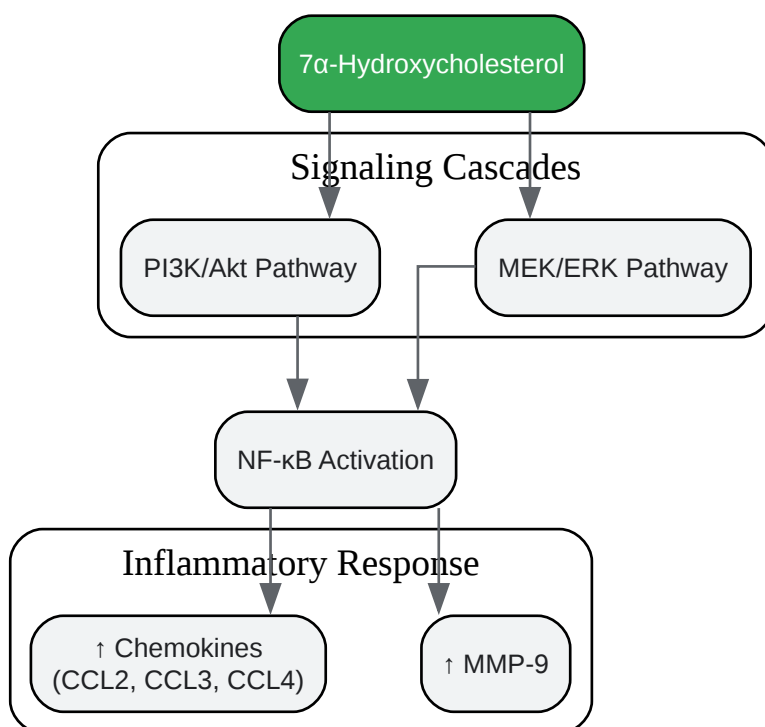 7α-Hydroxycholesterol
Signaling Cascades
PI3K/Akt Pathway
MEK/ERK Pathway
NF-κB Activation
Inflammatory Response
↑ Chemokines
(CCL2, CCL3, CCL4)
↑ MMP-9